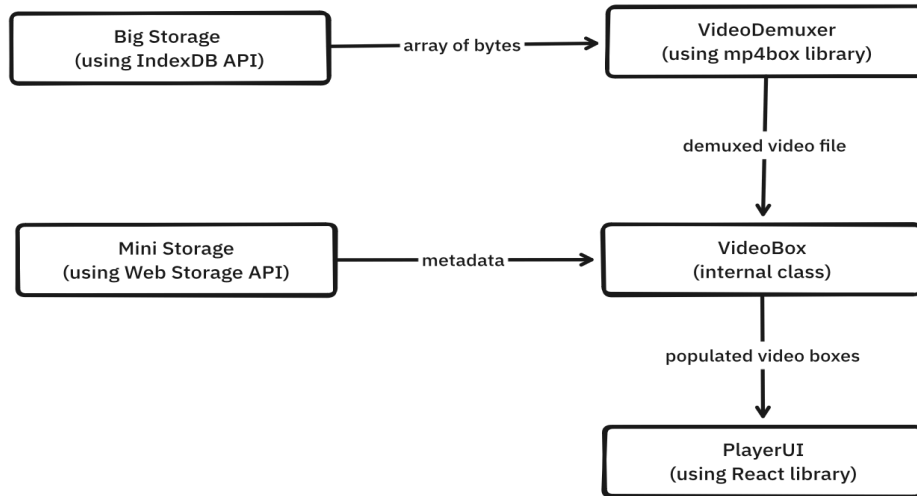 Big Storage
(using IndexDB API)
array of bytes
VideoDemuxer
(using mp4box library)
demuxed video file
Mini Storage
(using Web Storage API)
metadata
VideoBox
(internal class)
populated video boxes
PlayerUI
(using React library)